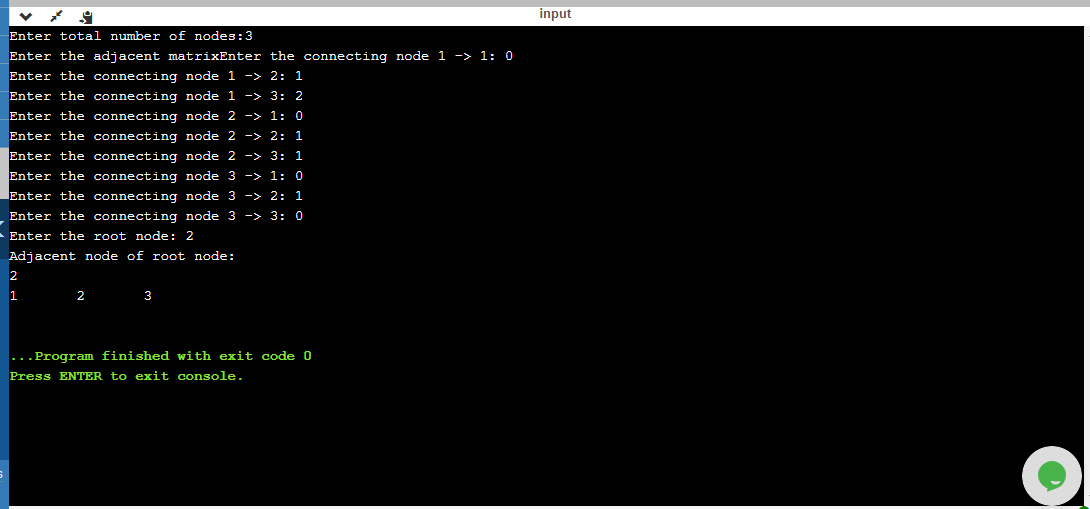 input
Enter total number of nodes:3
Enter the adjacent matrixEnter the connecting node 1 -> 1: 0
Enter the connecting node 1 -> 2: 1
Enter the connecting node 1 -> 3: 2
Enter the connecting node 2 -> 1: 0
Enter the connecting node 2 -> 2: 1
Enter the connecting node 2 -> 3: 1
Enter the connecting node 3 -> 1: 0
Enter the connecting node 3 -> 2: 1
Enter the connecting node 3 -> 3: 0
Enter the root node: 2
Adjacent node of root node:
2
1 2 3
...Program finished with exit code 0
Press ENTER to exit console.
s